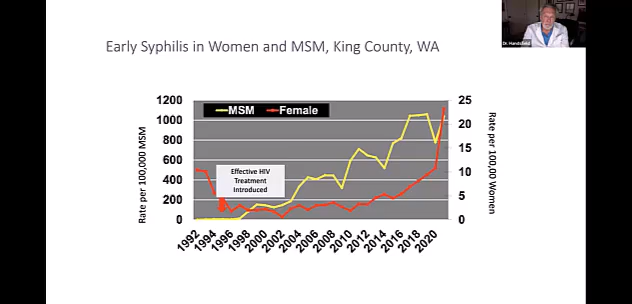 Dr. Handsfield
Early Syphilis in Women and MSM, King County, WA
MSM Female
1200
1000
800
600
400
200
0
25
20
15
10
5
0
Rate per 100,000 MSM
Rate per 100,00 Women
Effective HIV
Treatment
Introduced
1992 1994 1996 1998 2000 2002 2004 2006 2008 2010 2012 2014 2016 2018 2020